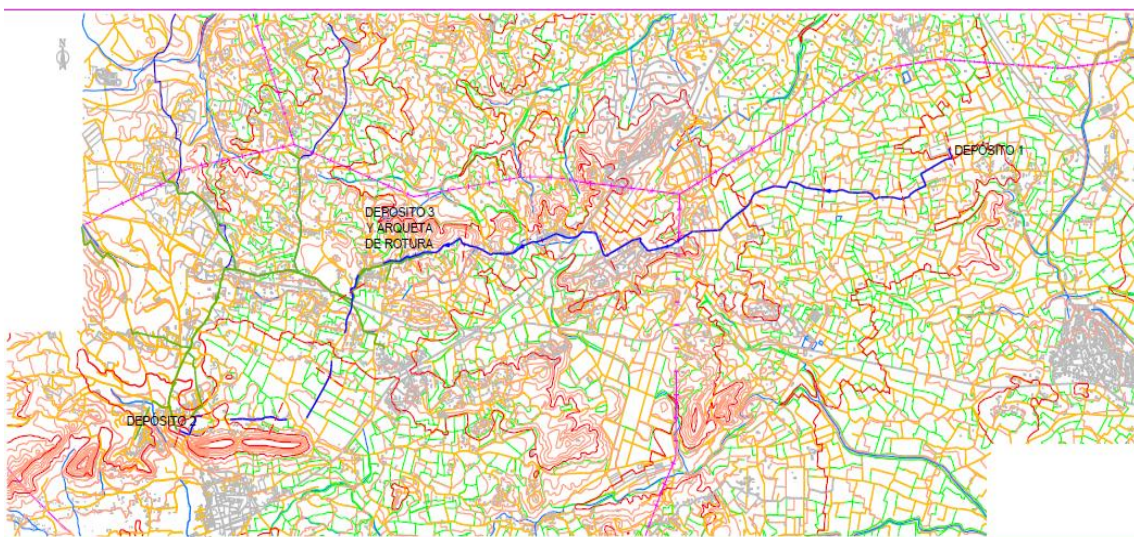 N
DEPÓSITO 1
DEPÓSITO 3
Y ARQUETA
DE ROTURA
DEPÓSITO 2